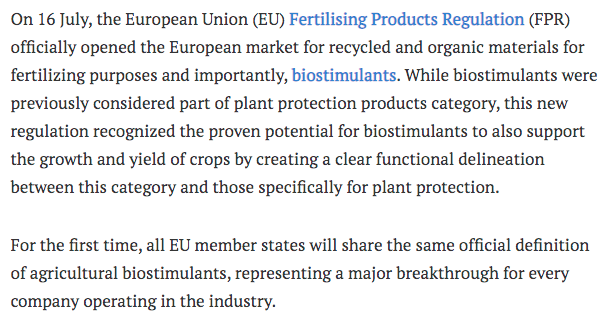 On 16 July, the European Union (EU) Fertilising Products Regulation (FPR)
officially opened the European market for recycled and organic materials for
fertilizing purposes and importantly, biostimulants. While biostimulants were
previously considered part of plant protection products category, this new
regulation recognized the proven potential for biostimulants to also support
the growth and yield of crops by creating a clear functional delineation
between this category and those specifically for plant protection.
For the first time, all EU member states will share the same official definition
of agricultural biostimulants, representing a major breakthrough for every
company operating in the industry.